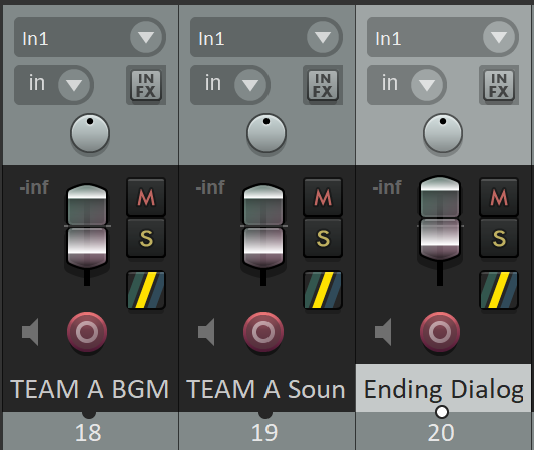 In1 In1 In1
in IN FX in IN FX in IN FX
-inf M -inf M -inf M
S S S
TEAM A BGM TEAM A Soun Ending Dialog
18 19 20